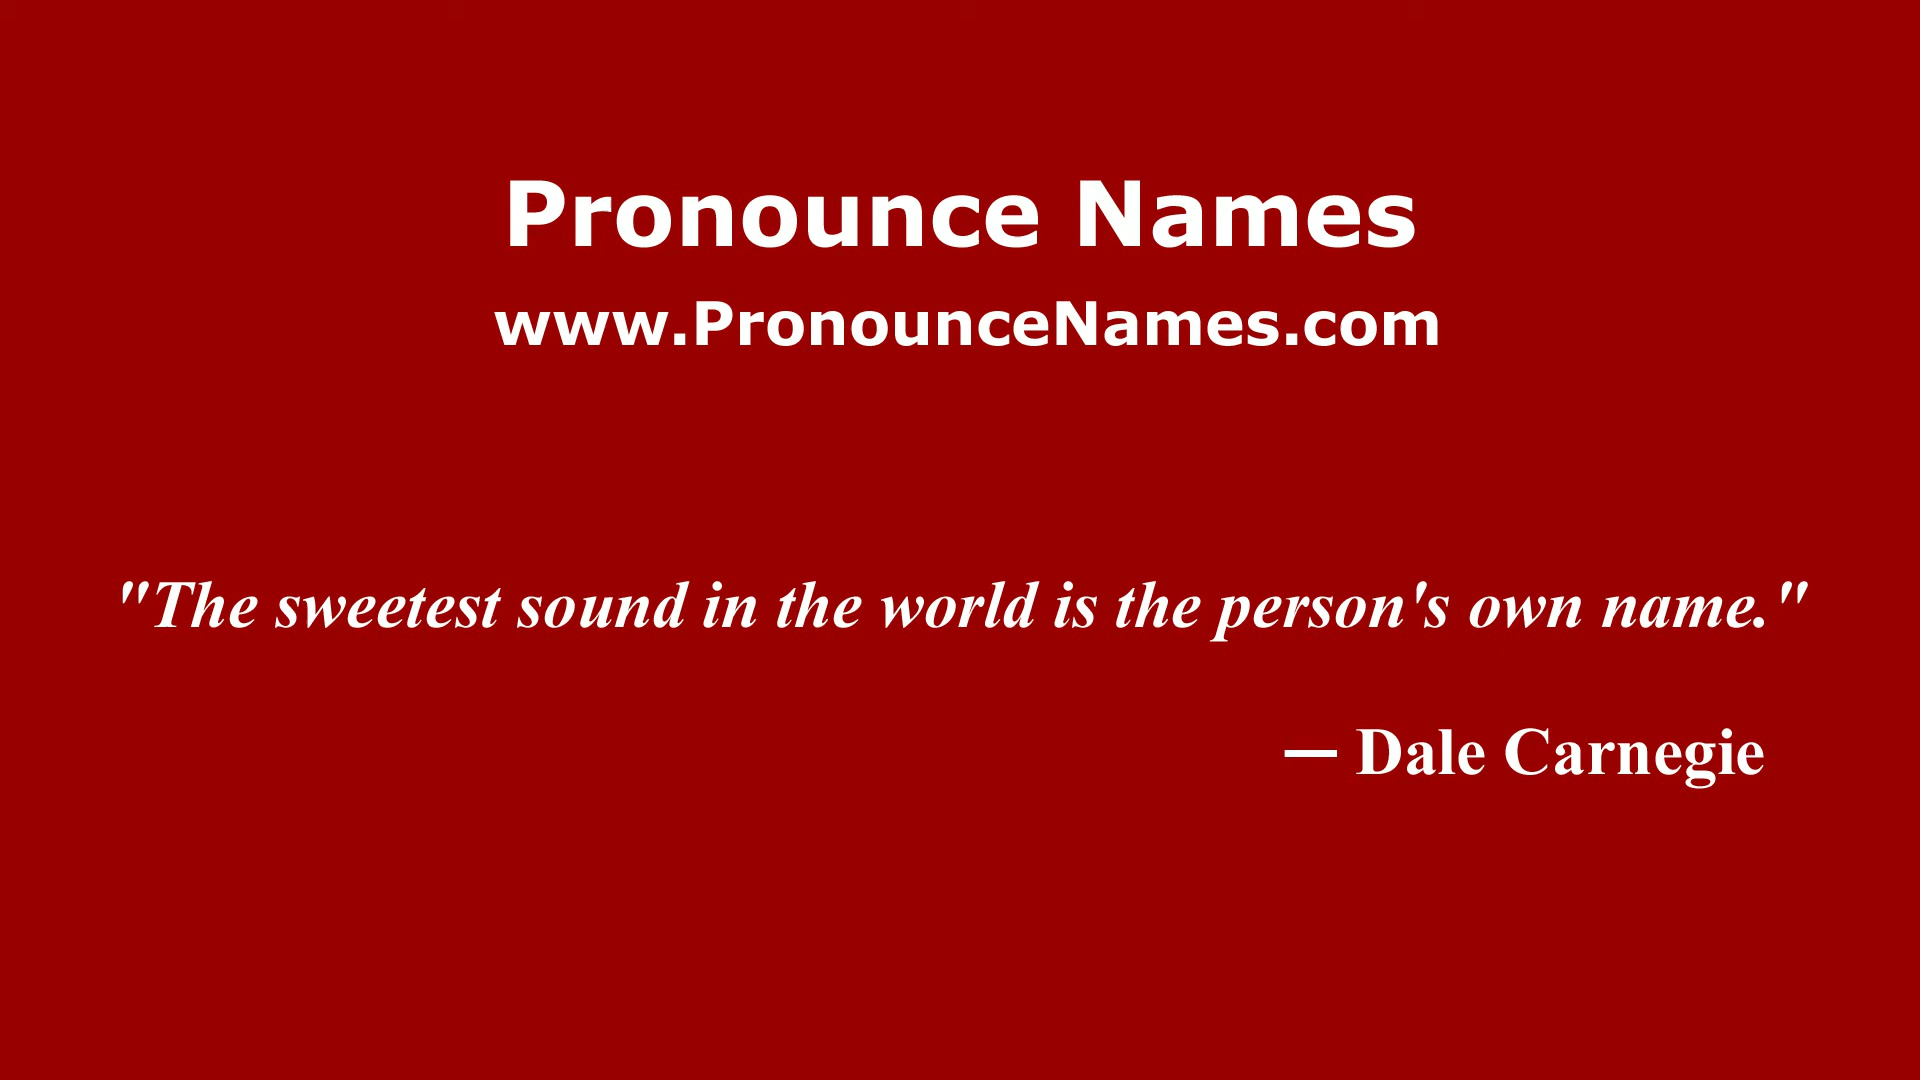 Pronounce Names
www.PronounceNames.com
"The sweetest sound in the world is the person's own name."
— Dale Carnegie